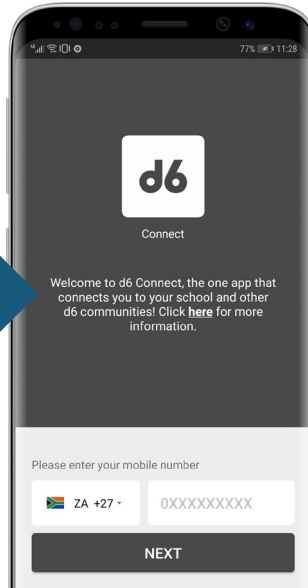 77% 11:28
d6
Connect
Welcome to d6 Connect, the one app that
connects you to your school and other
d6 communities! Click here for more
information.
Please enter your mobile number
ZA +27
0XXXXXXXXX
NEXT